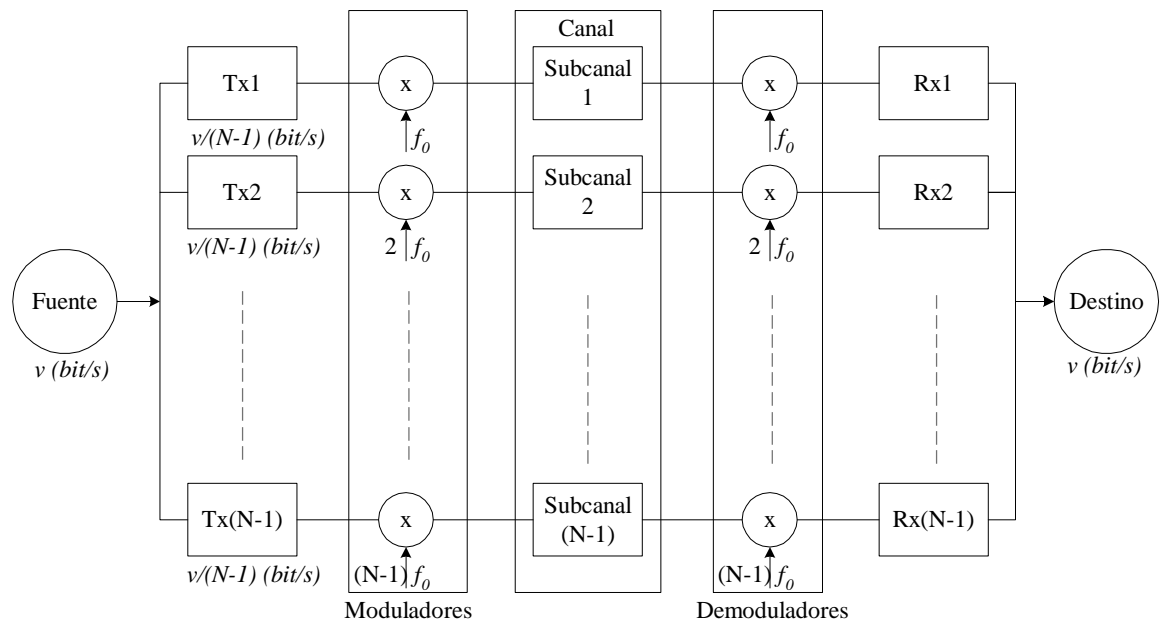 Canal
Tx1
x
Subcanal
1
x
Rx1
v/(N-1) (bit/s)
f0
f0
Tx2
x
Subcanal
2
x
Rx2
v/(N-1) (bit/s)
2 f0
2 f0
Fuente
v (bit/s)
Destino
v (bit/s)
Tx(N-1)
x
Subcanal
(N-1)
x
Rx(N-1)
v/(N-1) (bit/s)
(N-1) f0
(N-1) f0
Moduladores
Demoduladores